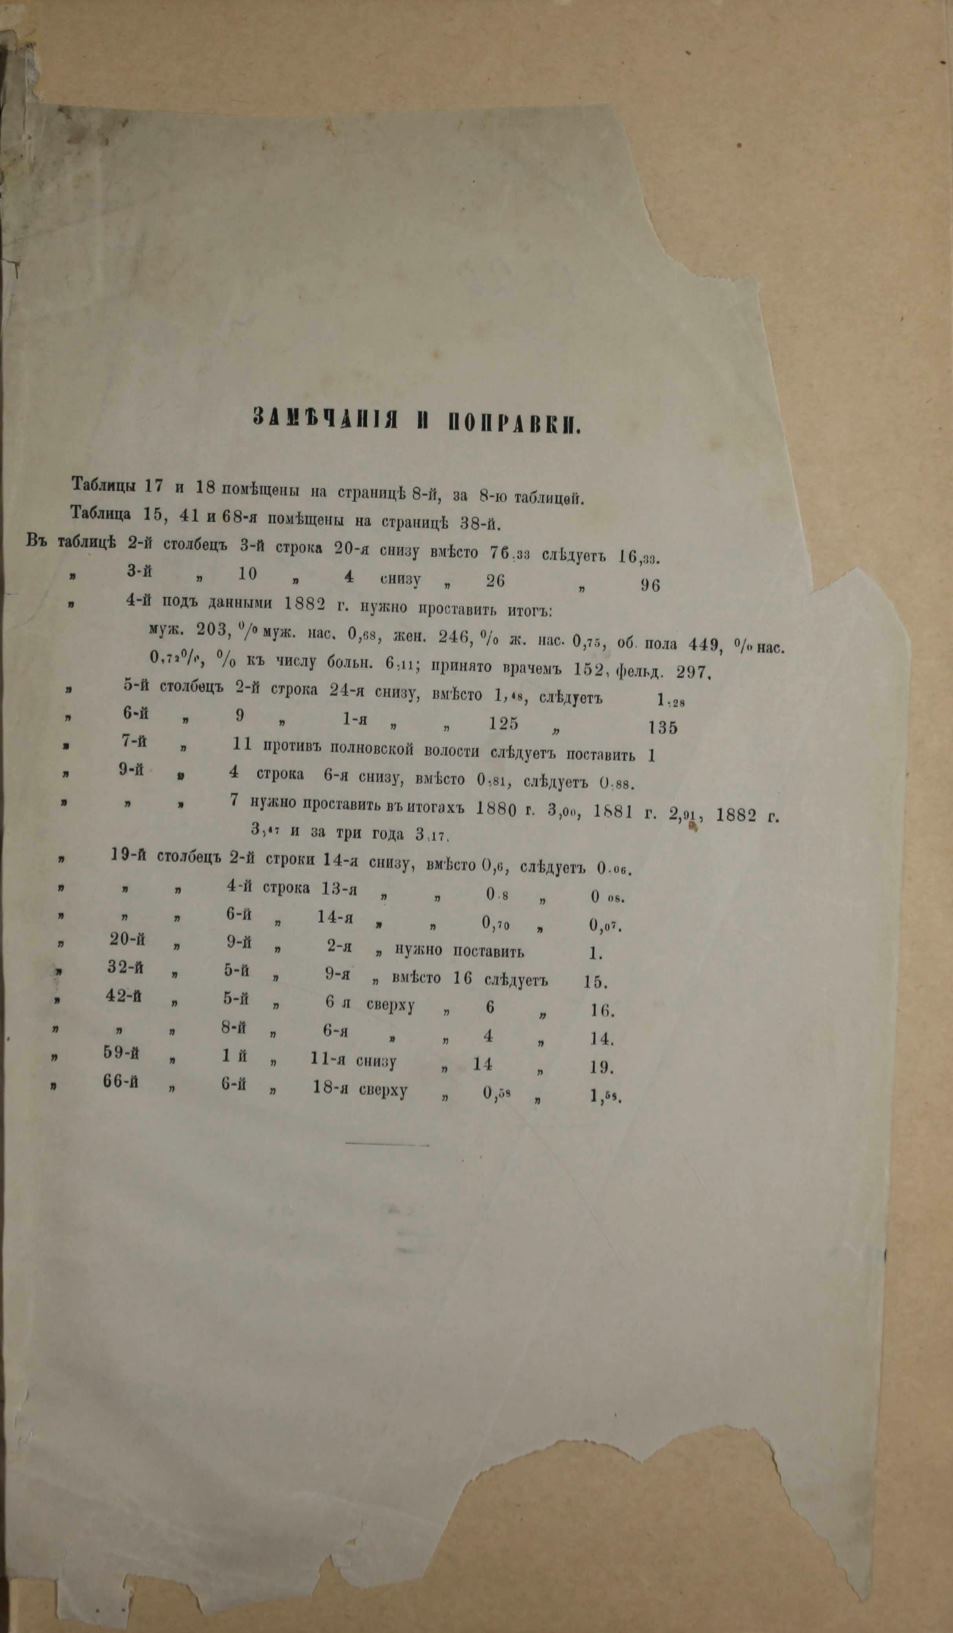 ЗАМѢЧАНІЯ И ПОПРАВКИ.
Таблицы 17 и 18 помѣщены на страницѣ 8-й, за 8-ю таблицей.
Таблица 15, 41 и 68-я помѣщены на страницѣ 38-й.
Въ таблицѣ 2-й столбецъ 3-й строка 20-я снизу вмѣсто 76.33 слѣдуетъ 16,33.
„ 3-й „ 10 „ 4 снизу „ 26 „ 96
„ 4-й подъ данными 1882 г. нужно проставить итогъ:
муж. 203, % муж. нас. 0,68, жен. 246, % ж. нас. 0,75, об. пола 449, % нас.
0,72%, % къ числу больн. 6,11; принято врачемъ 152, фельд. 297.
„ 5-й столбецъ 2-й строка 24-я снизу, вмѣсто 1,48, слѣдуетъ 1,28
„ 6-й „ 9 „ 1-я „ „ 125 „ 135
„ 7-й „ 11 противъ полновской волости слѣдуетъ поставить 1
„ 9-й „ 4 строка 6-я снизу, вмѣсто 0,81, слѣдуетъ 0,88.
„ „ „ 7 нужно проставить въ итогахъ 1880 г. 3,00, 1881 г. 2,91, 1882 г.
3,47 и за три года 3,17.
„ 19-й столбецъ 2-й строки 14-я снизу, вмѣсто 0,6, слѣдуетъ 0.06.
„ „ „ 4-й строка 13-я „ „ 0.8 „ 0 08.
„ „ „ 6-й „ 14-я „ „ 0,70 „ 0,07.
„ 20-й „ 9-й „ 2-я „ нужно поставить 1.
„ 32-й „ 5-й „ 9-я „ вмѣсто 16 слѣдуетъ 15.
„ 42-й „ 5-й „ 6 я сверху „ 6 „ 16.
„ „ „ 8-й „ 6-я „ „ 4 „ 14.
„ 59-й „ 1 й „ 11-я снизу „ 14 „ 19.
„ 66-й „ 6-й „ 18-я сверху „ 0,58 „ 1,58.